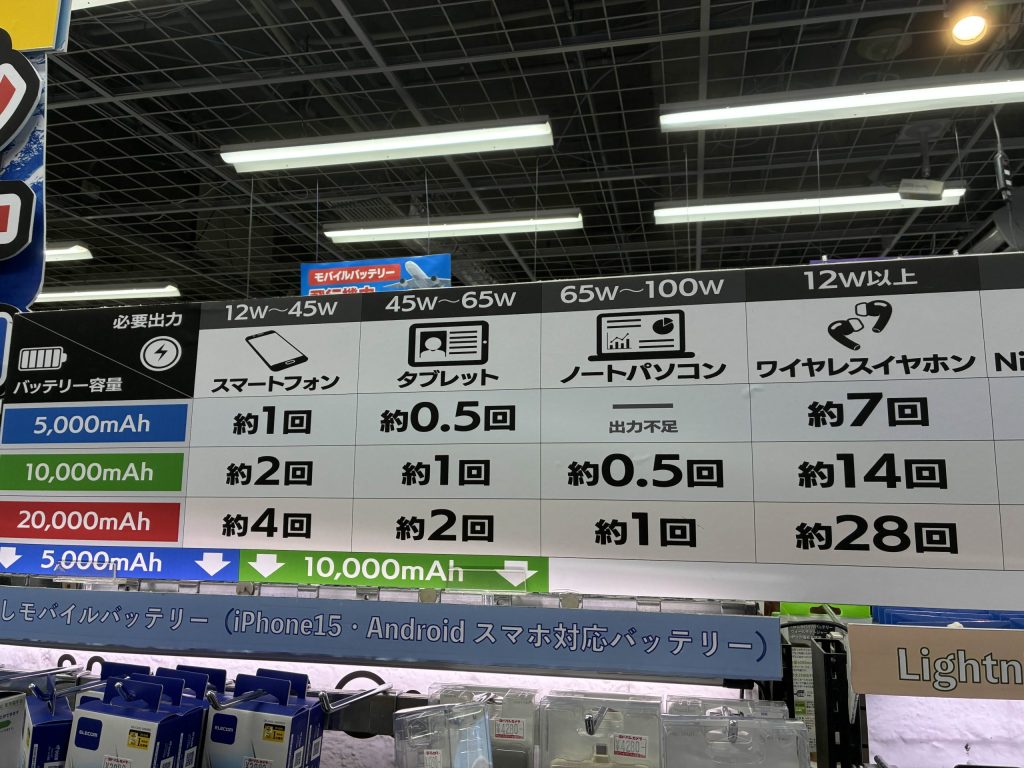 モバイルバッテリー
必要出力
バッテリー容量
12W～45W
45W～65W
65W～100W
12W以上
スマートフォン
タブレット
ノートパソコン
ワイヤレスイヤホン
Ni
5,000mAh
約1回
約0.5回
出力不足
約7回
10,000mAh
約2回
約1回
約0.5回
約14回
20,000mAh
約4回
約2回
約1回
約28回
5,000mAh
10,000mAh
しモバイルバッテリー（iPhone15・Android スマホ対応バッテリー）
Lightn
ELECOM
¥4280